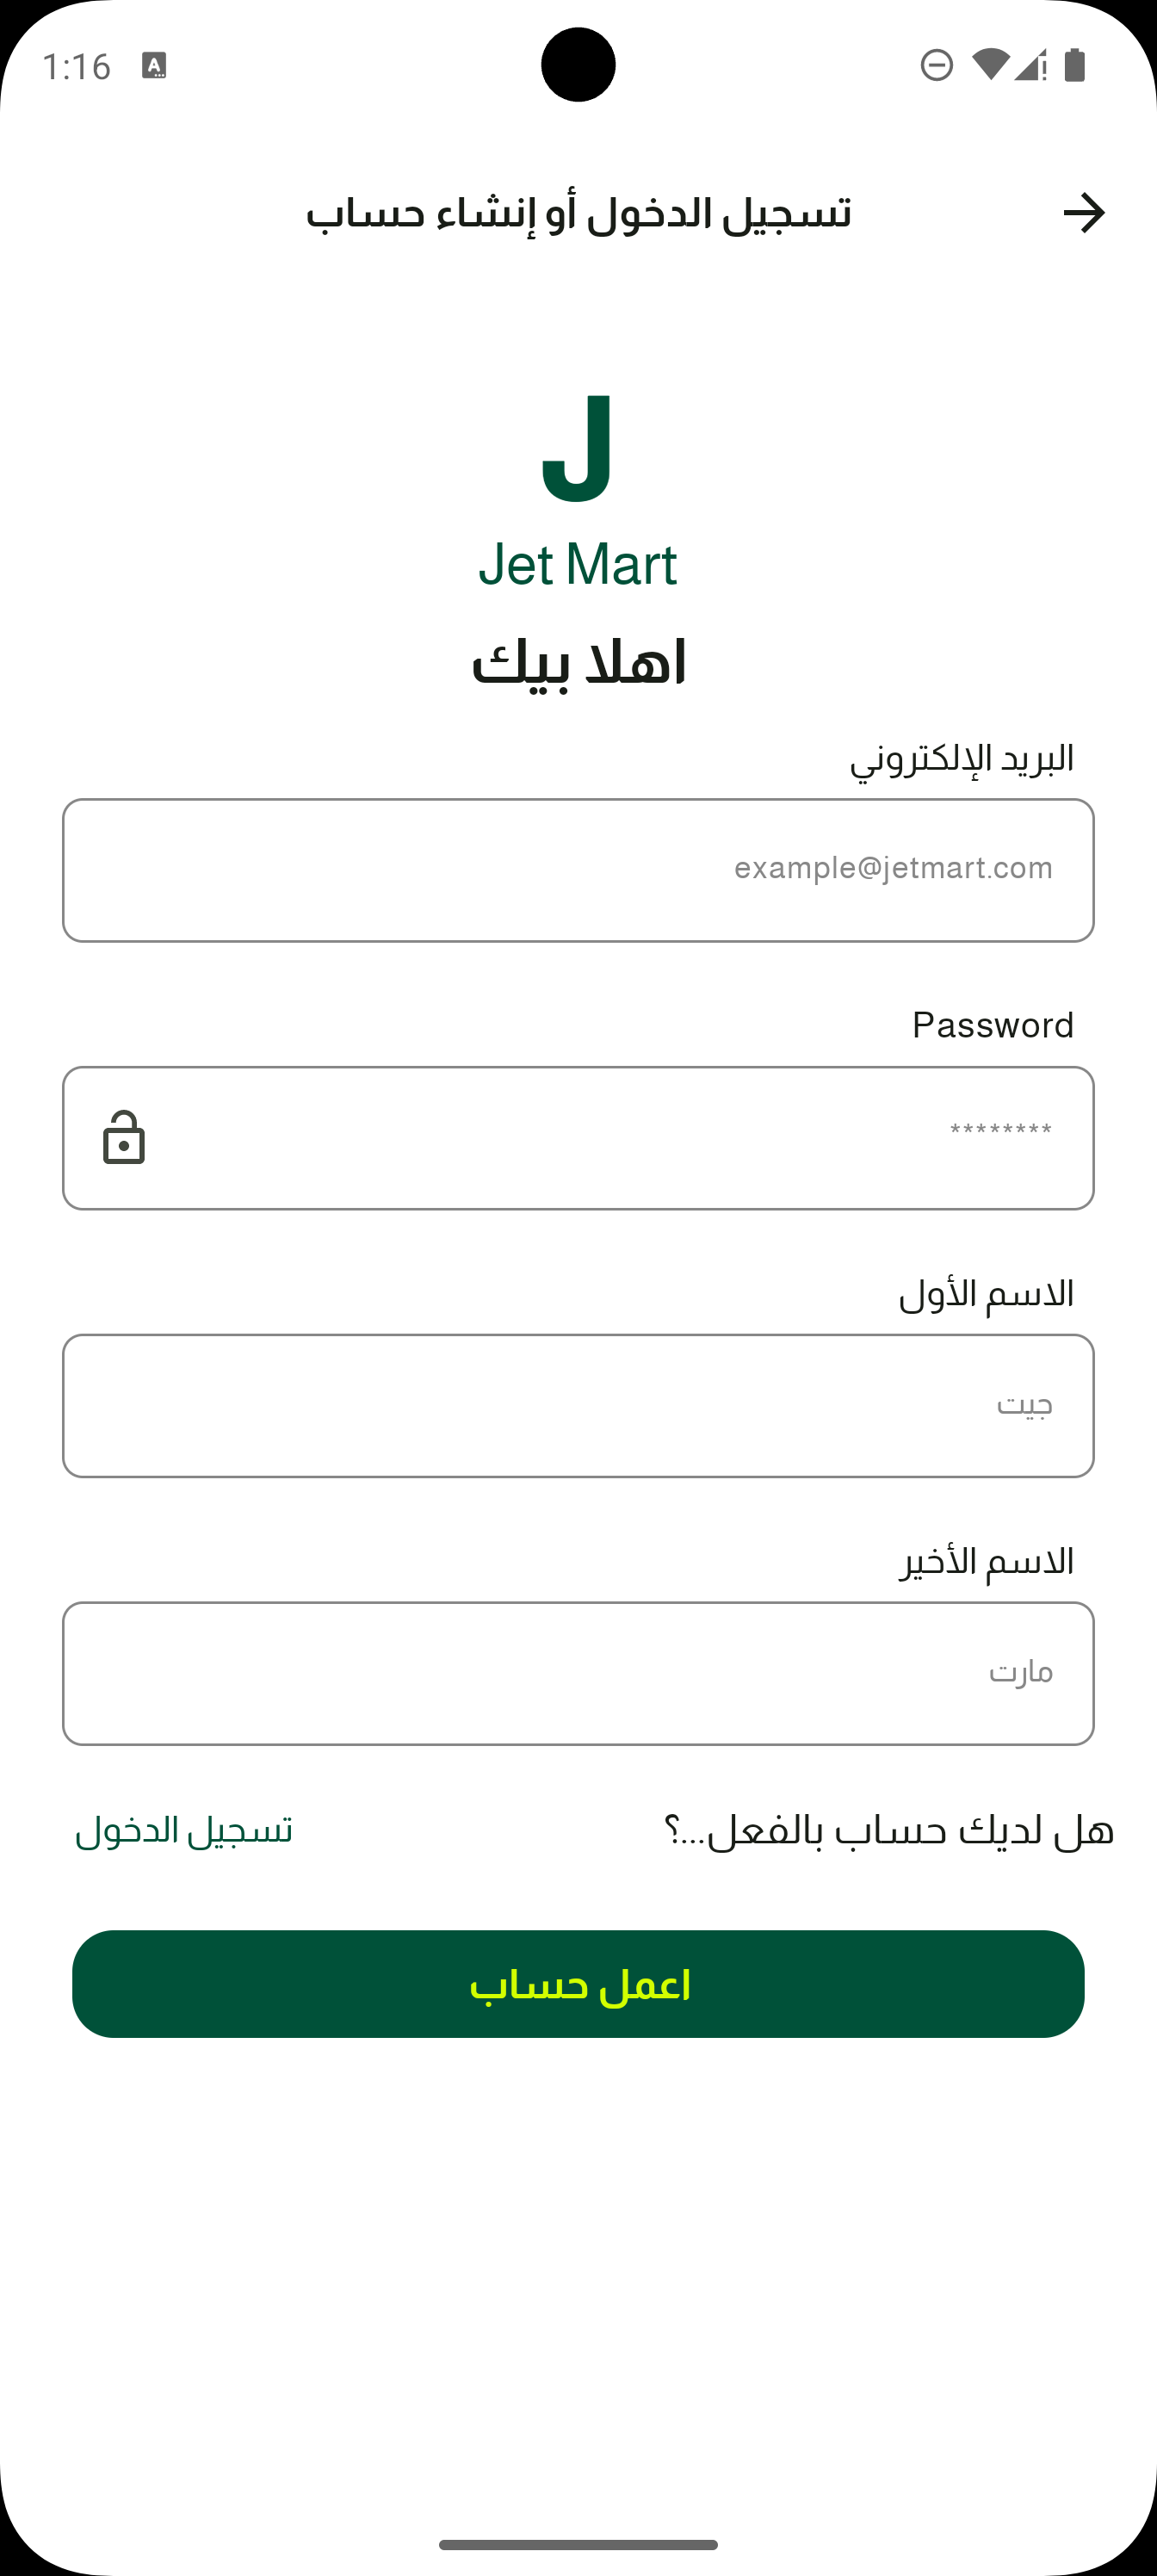 1:16
تسجيل الدخول أو إنشاء حساب
Jet Mart
اهلا بيك
البريد الإلكتروني
example@jetmart.com
Password
********
الاسم الأول
جيت
الاسم الأخير
مارت
هل لديك حساب بالفعل...؟ تسجيل الدخول
اعمل حساب